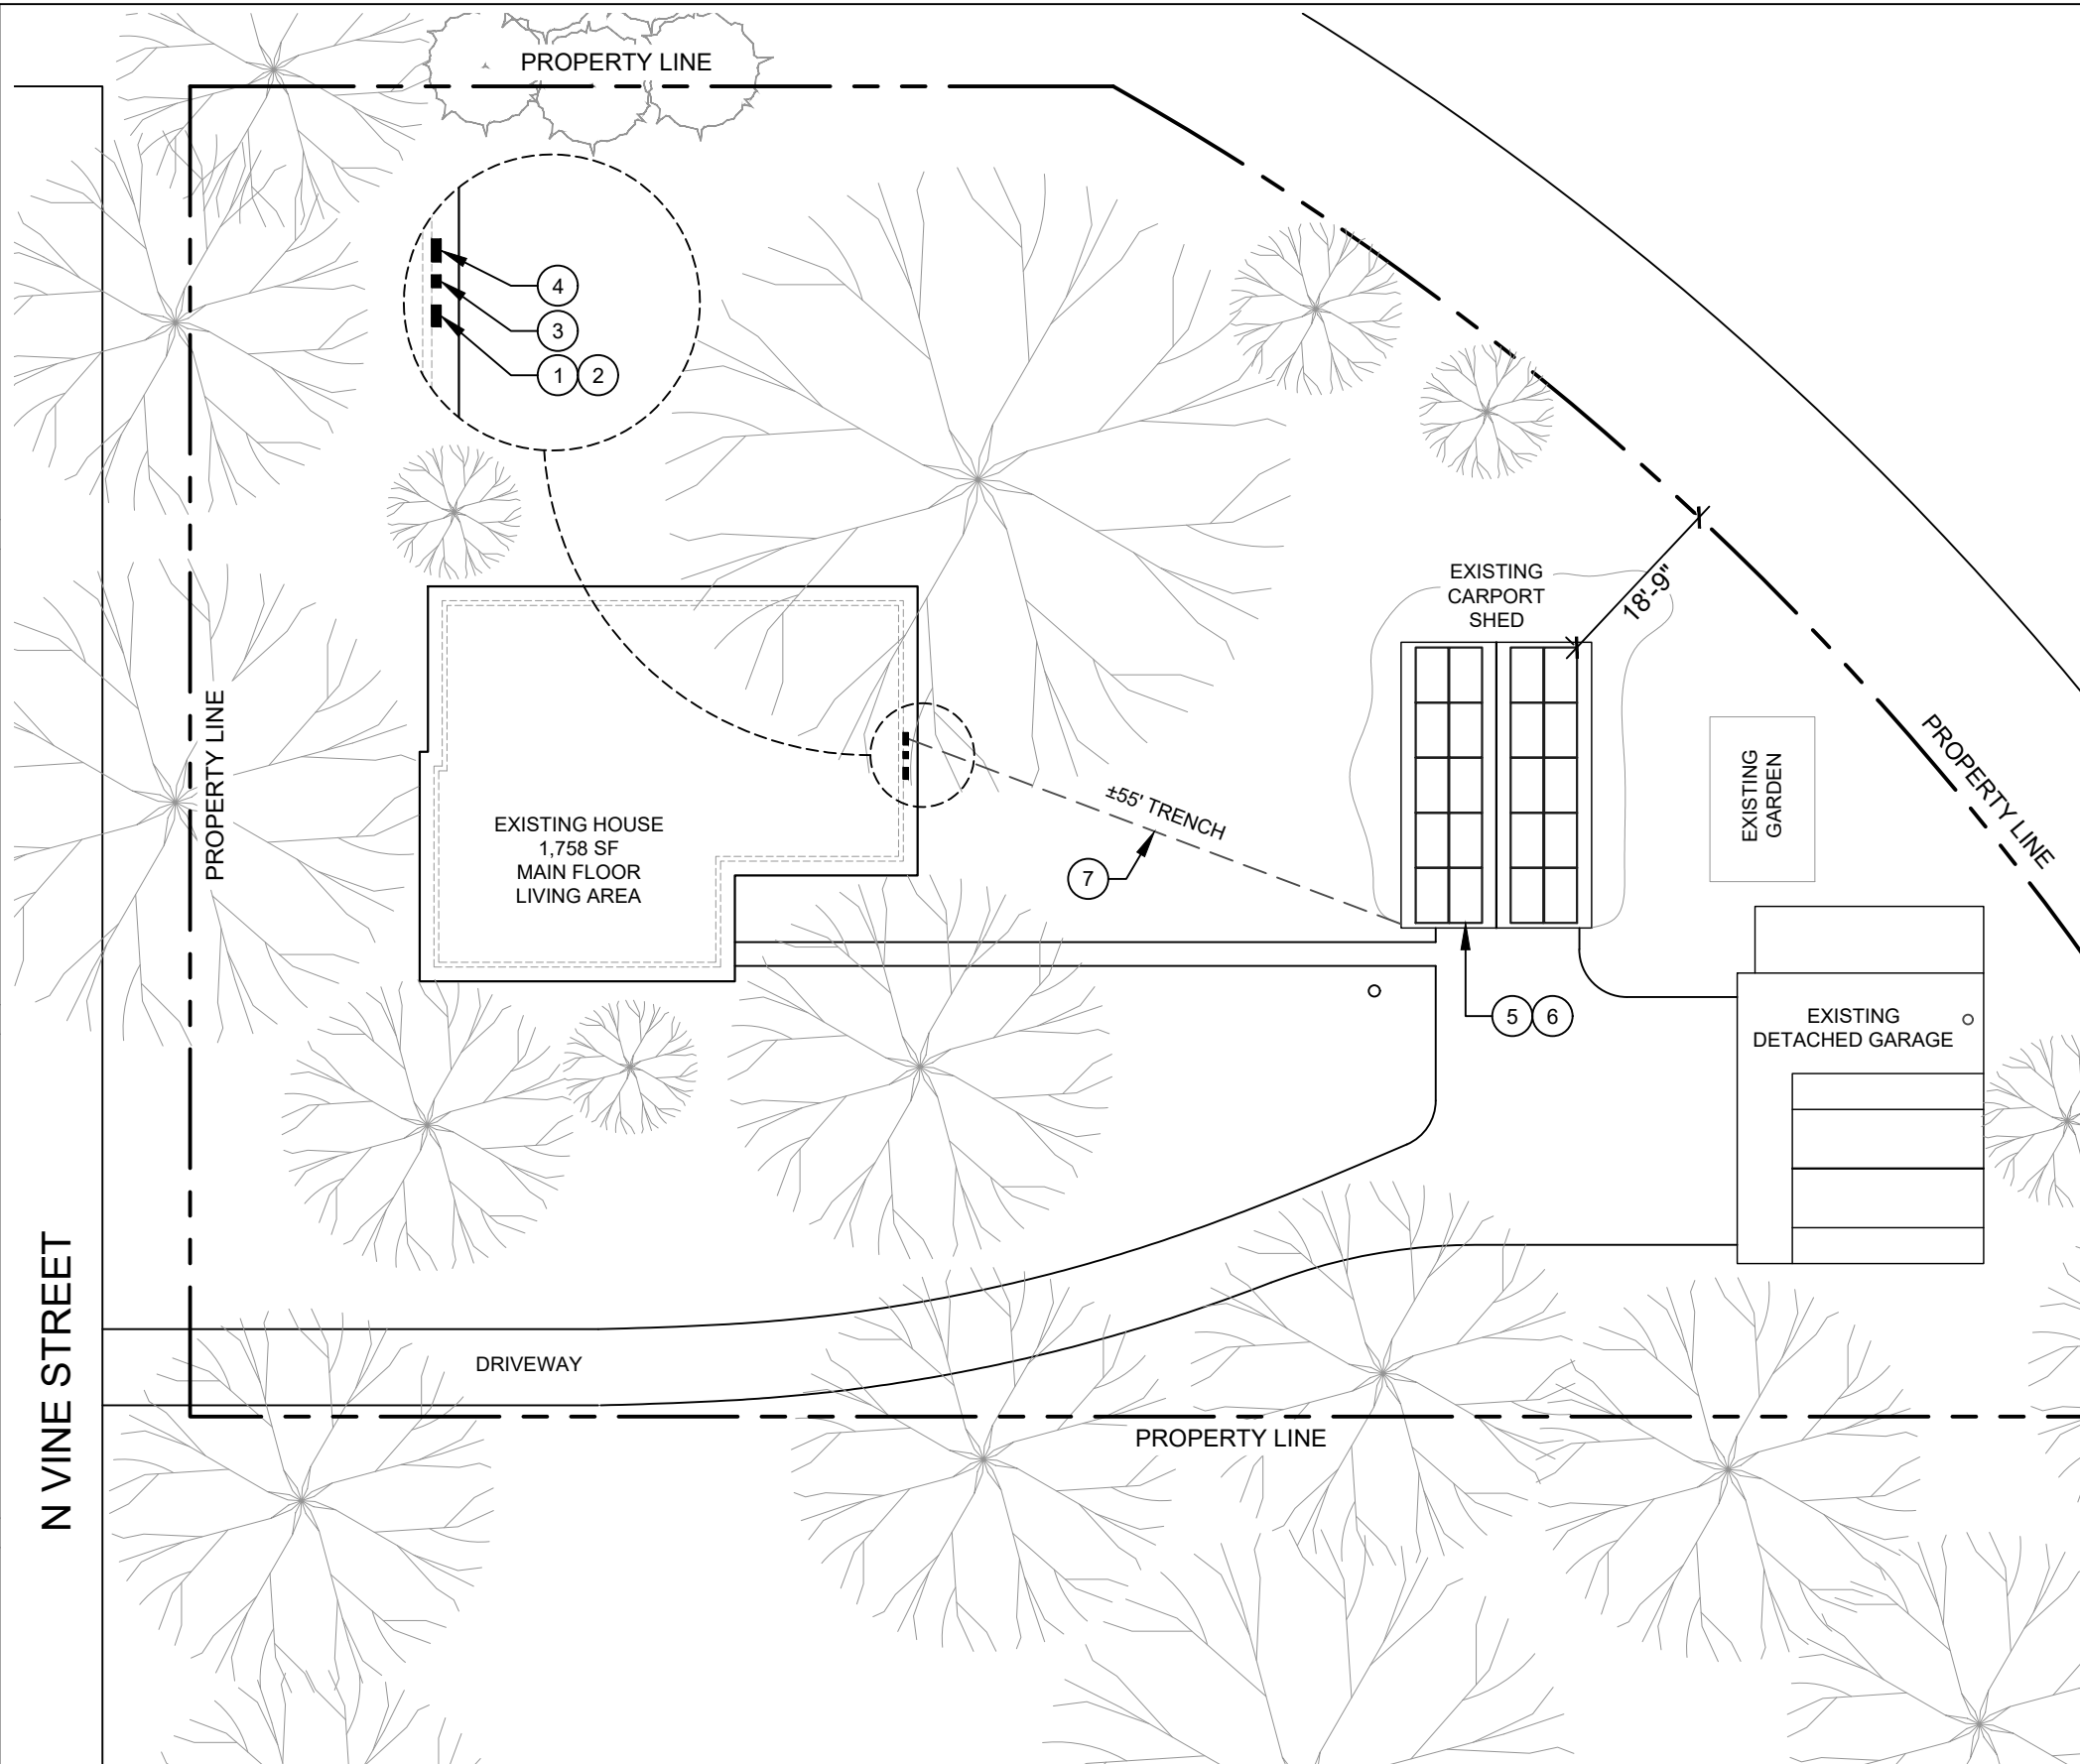 PROPERTY LINE
4
3
1 2
EXISTING
CARPORT
SHED
18'-9"
PROPERTY LINE
PROPERTY LINE
EXISTING
GARDEN
±55' TRENCH
EXISTING HOUSE
1,758 SF
MAIN FLOOR
LIVING AREA
7
5 6
EXISTING
DETACHED GARAGE
N VINE STREET
DRIVEWAY
PROPERTY LINE